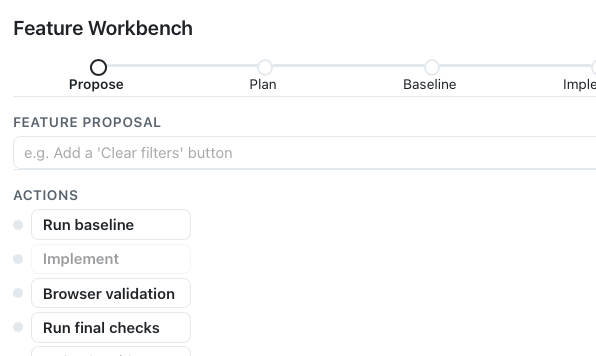 Feature Workbench
Propose
Plan
Baseline
Imple
FEATURE PROPOSAL
e.g. Add a 'Clear filters' button
ACTIONS
Run baseline
Implement
Browser validation
Run final checks